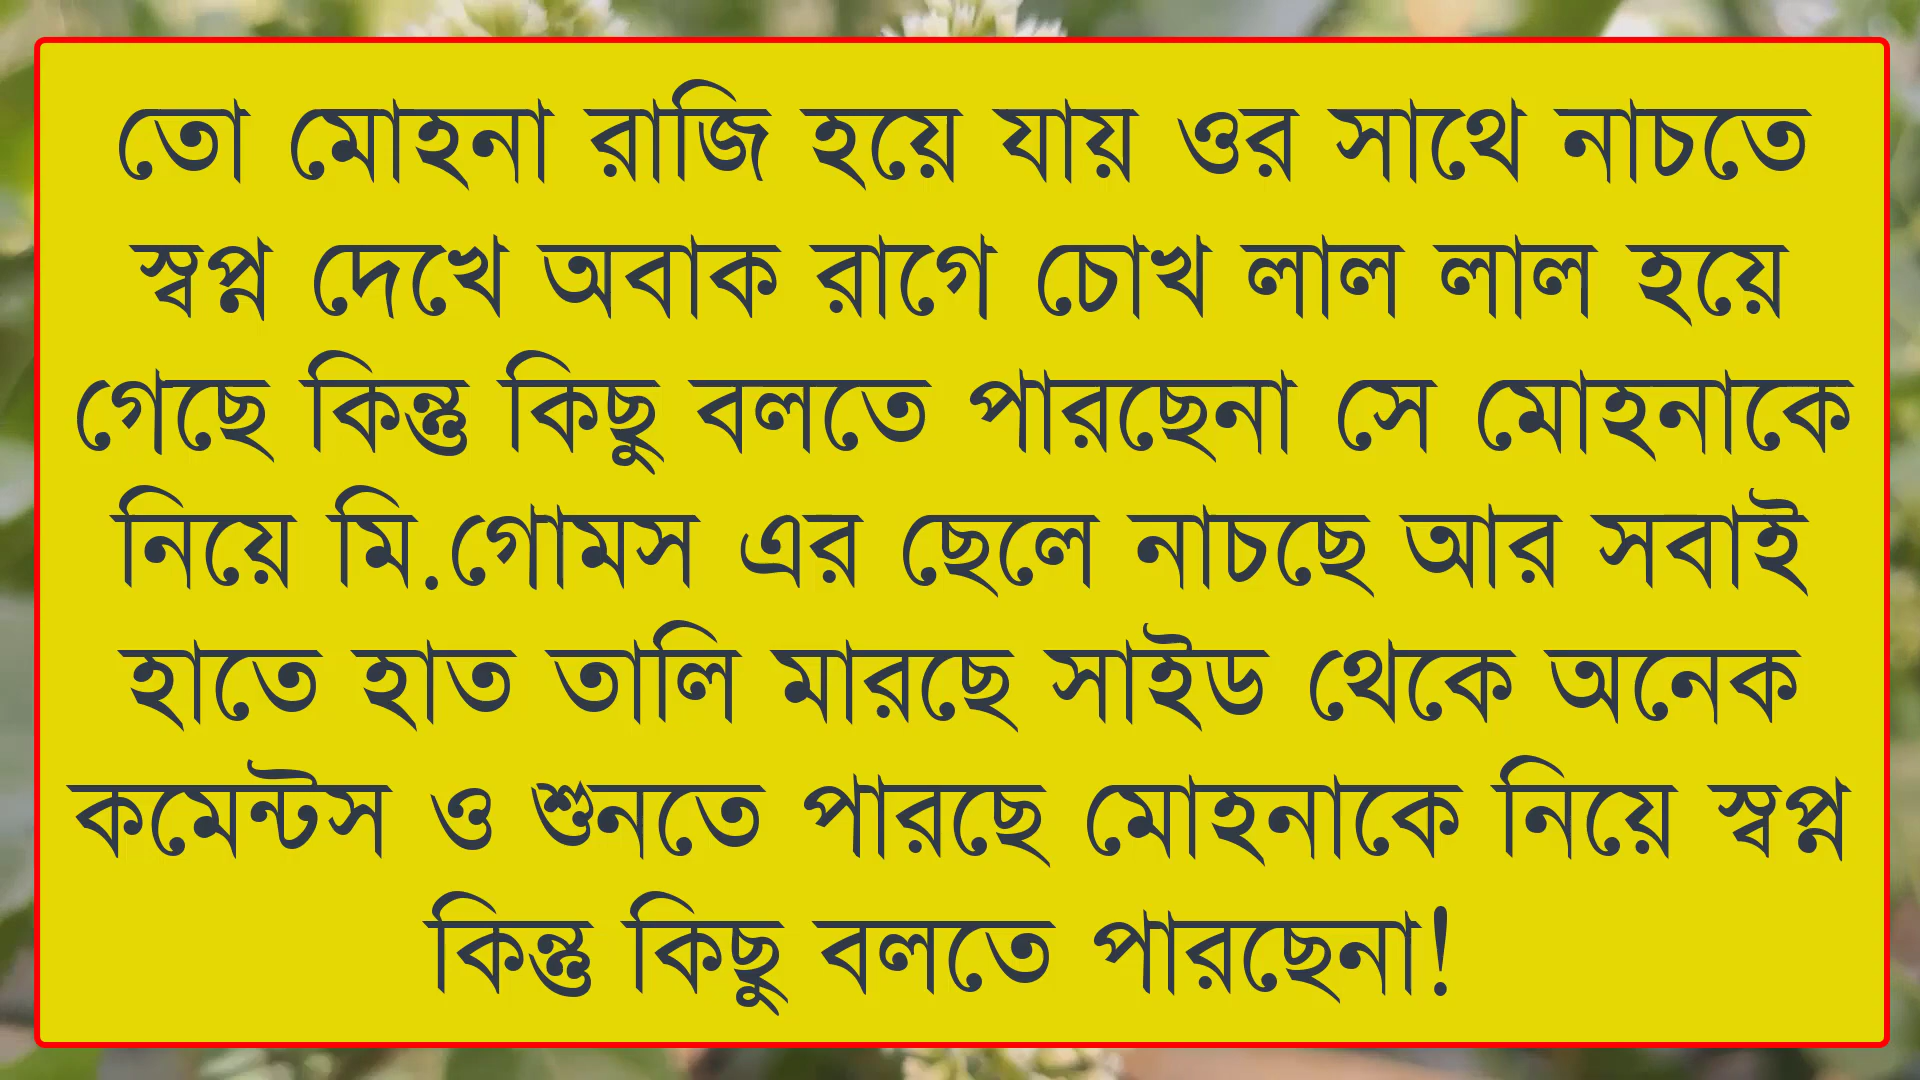 তো মোহনা রাজি হয়ে যায় ওর সাথে নাচতে
স্বপ্ন দেখে অবাক রাগে চোখ লাল লাল হয়ে
গেছে কিন্তু কিছু বলতে পারছেনা সে মোহনাকে
নিয়ে মি.গোমস এর ছেলে নাচছে আর সবাই
হাতে হাত তালি মারছে সাইড থেকে অনেক
কমেন্টস ও শুনতে পারছে মোহনাকে নিয়ে স্বপ্ন
কিন্তু কিছু বলতে পারছেনা!